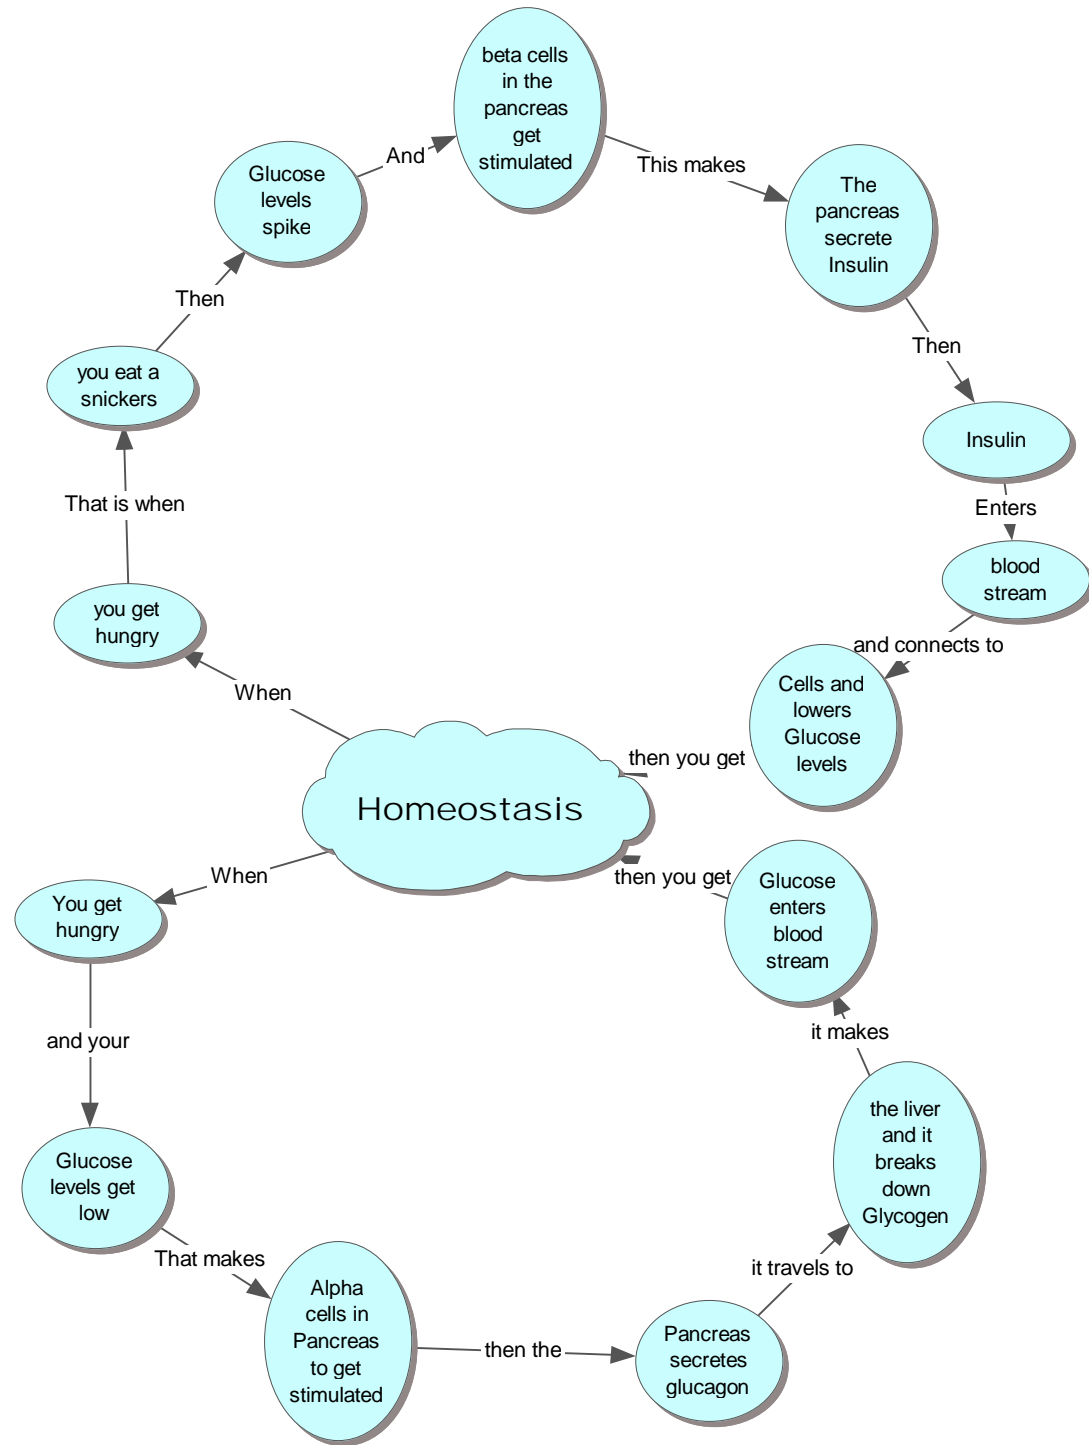 beta cells
in the
pancreas
get
stimulated
And
Glucose
levels
spike
This makes
The
pancreas
secrete
Insulin
Then
you eat a
snickers
Then
Insulin
That is when
Enters
you get
hungry
blood
stream
and connects to
When
Cells and
lowers
Glucose
levels
then you get
Homeostasis
When
then you get
You get
hungry
Glucose
enters
blood
stream
and your
it makes
Glucose
levels get
low
the liver
and it
breaks
down
Glycogen
That makes
Alpha
cells in
Pancreas
to get
stimulated
it travels to
then the
Pancreas
secretes
glucagon